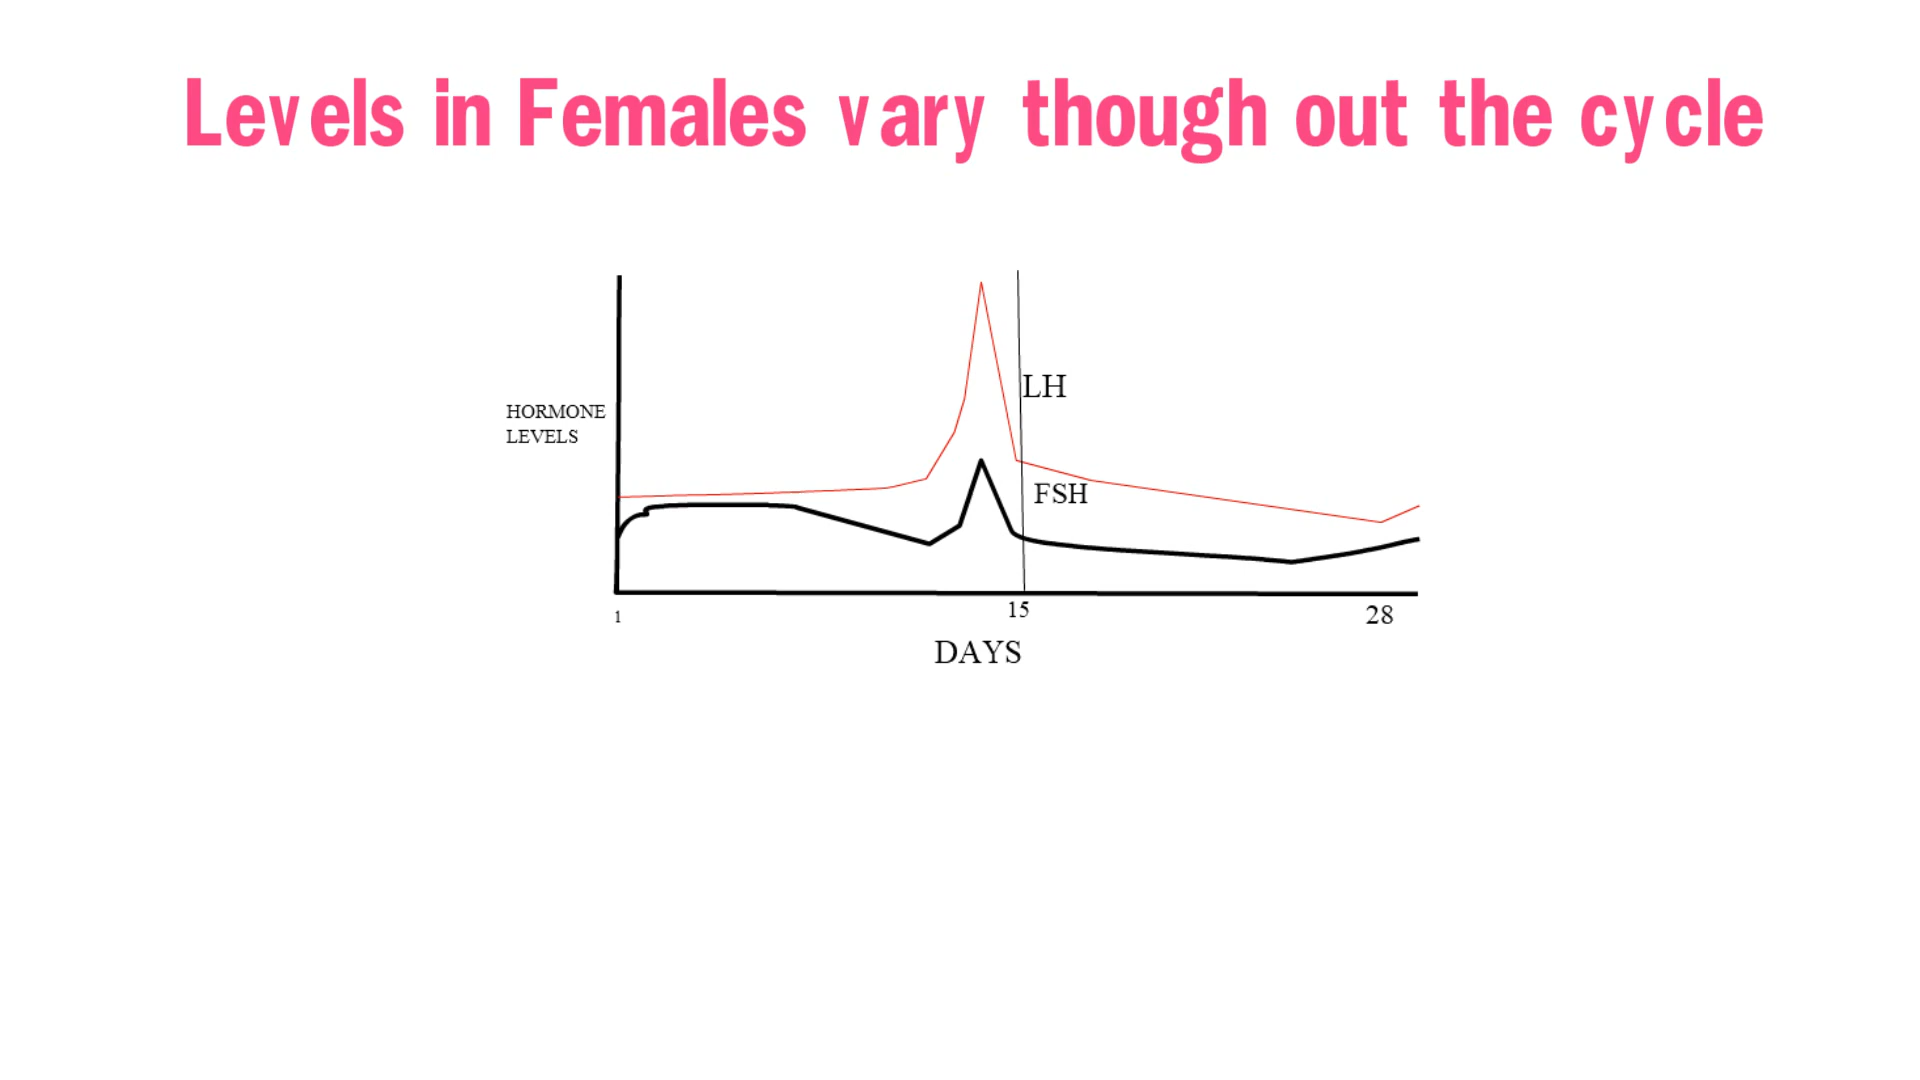 Levels in Females vary though out the cycle
LH
HORMONE
LEVELS
FSH
1
15
28
DAYS